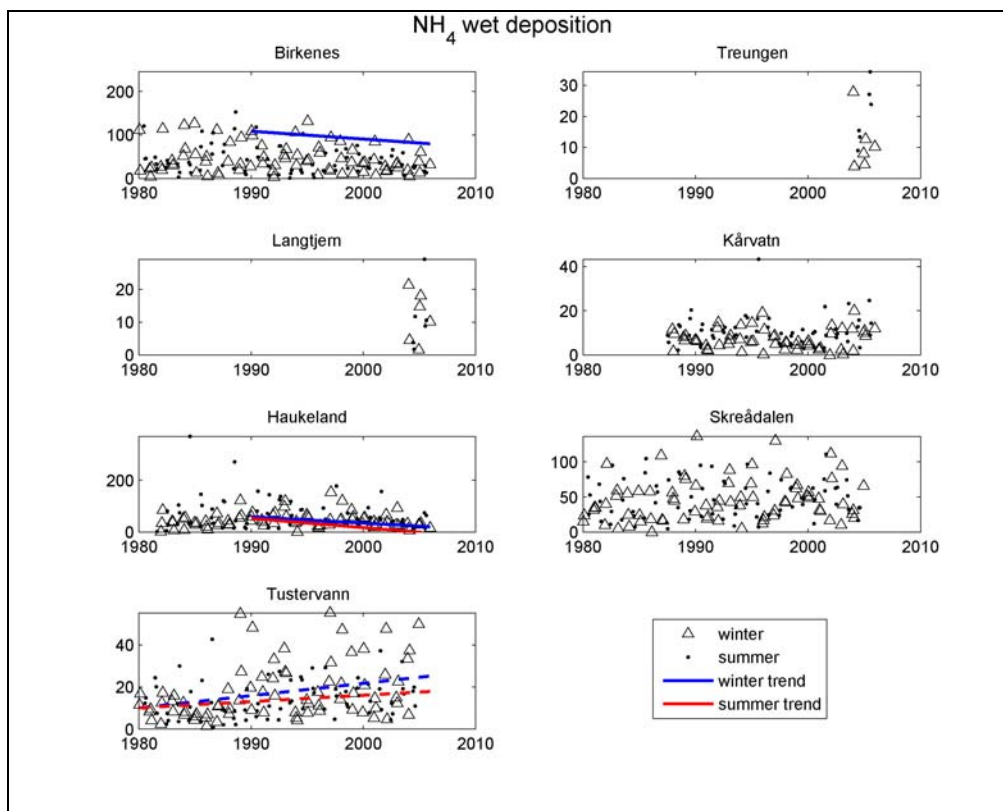 NH4 wet deposition
Birkenes
200
100
0
1980 1990 2000 2010
Treungen
30
20
10
0
1980 1990 2000 2010
Langtjern
20
10
0
1980 1990 2000 2010
Kårvatn
40
20
0
1980 1990 2000 2010
Haukeland
200
0
1980 1990 2000 2010
Skreådalen
100
50
0
1980 1990 2000 2010
Tustervann
40
20
0
1980 1990 2000 2010
winter
summer
winter trend
summer trend